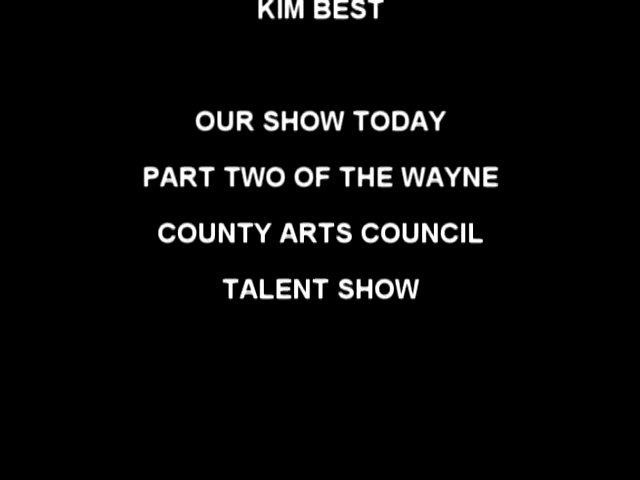 KIM BEST
OUR SHOW TODAY
PART TWO OF THE WAYNE
COUNTY ARTS COUNCIL
TALENT SHOW